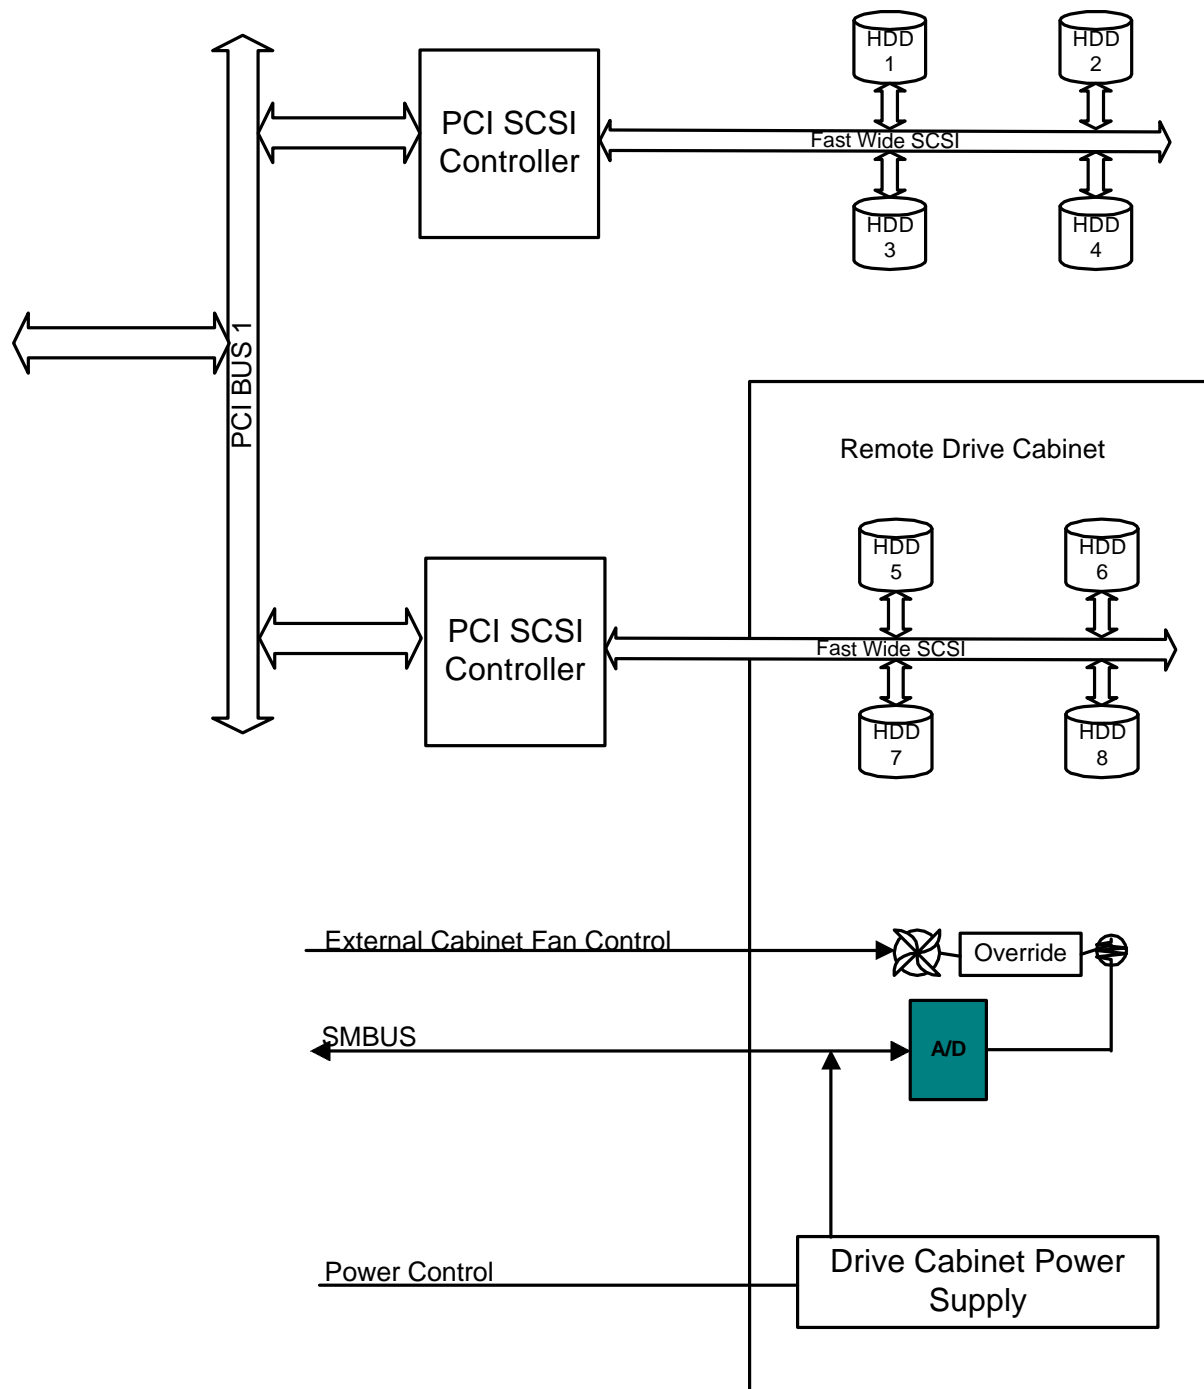 HDD
1
HDD
2
PCI SCSI
Controller
Fast Wide SCSI
HDD
3
HDD
4
PCI BUS 1
Remote Drive Cabinet
HDD
5
HDD
6
PCI SCSI
Controller
Fast Wide SCSI
HDD
7
HDD
8
External Cabinet Fan Control
Override
SMBUS
A/D
Power Control
Drive Cabinet Power
Supply